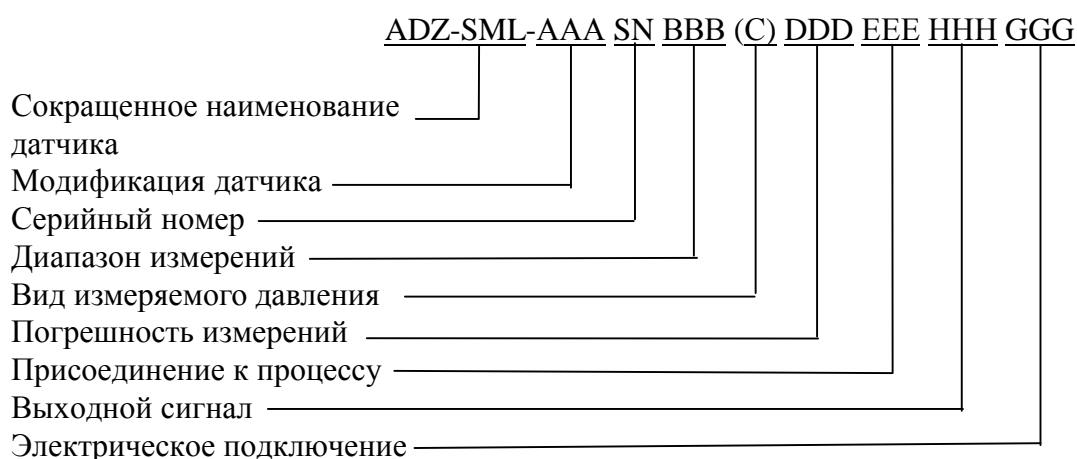 ADZ-SML-AAA SN BBB (C) DDD EEE HHH GGG
Сокращенное наименование
датчика
Модификация датчика
Серийный номер
Диапазон измерений
Вид измеряемого давления
Погрешность измерений
Присоединение к процессу
Выходной сигнал
Электрическое подключение